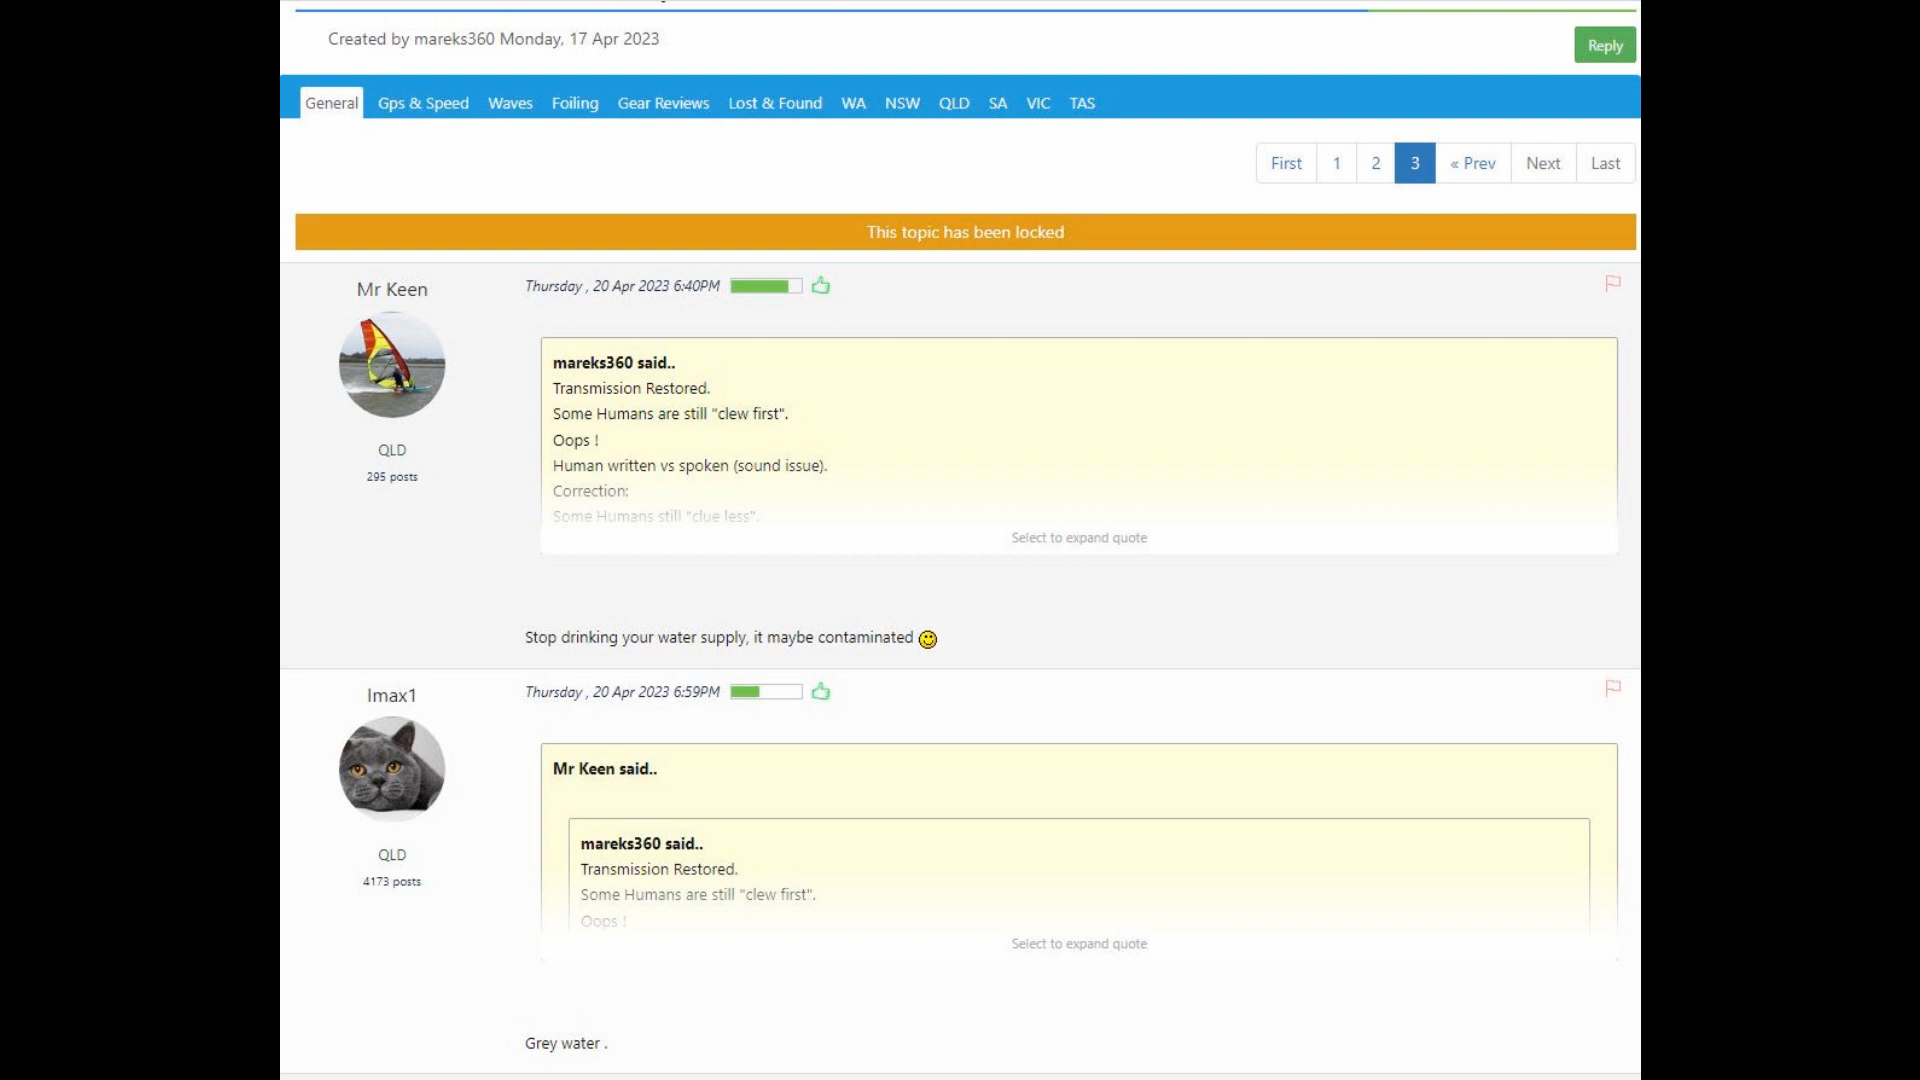 Created by mareks360 Monday, 17 Apr 2023
Reply
General Gps & Speed Waves Foiling Gear Reviews Lost & Found WA NSW QLD SA VIC TAS
First 1 2 3 « Prev Next Last
This topic has been locked
Mr Keen
QLD
295 posts
Thursday , 20 Apr 2023 6:40PM
mareks360 said..
Transmission Restored.
Some Humans are still "clew first".
Oops !
Human written vs spoken (sound issue).
Correction:
Some Humans still "clue less".
Select to expand quote
Stop drinking your water supply, it maybe contaminated
Imax1
QLD
4173 posts
Thursday , 20 Apr 2023 6:59PM
Mr Keen said..
mareks360 said..
Transmission Restored.
Some Humans are still "clew first".
Oops !
Select to expand quote
Grey water .